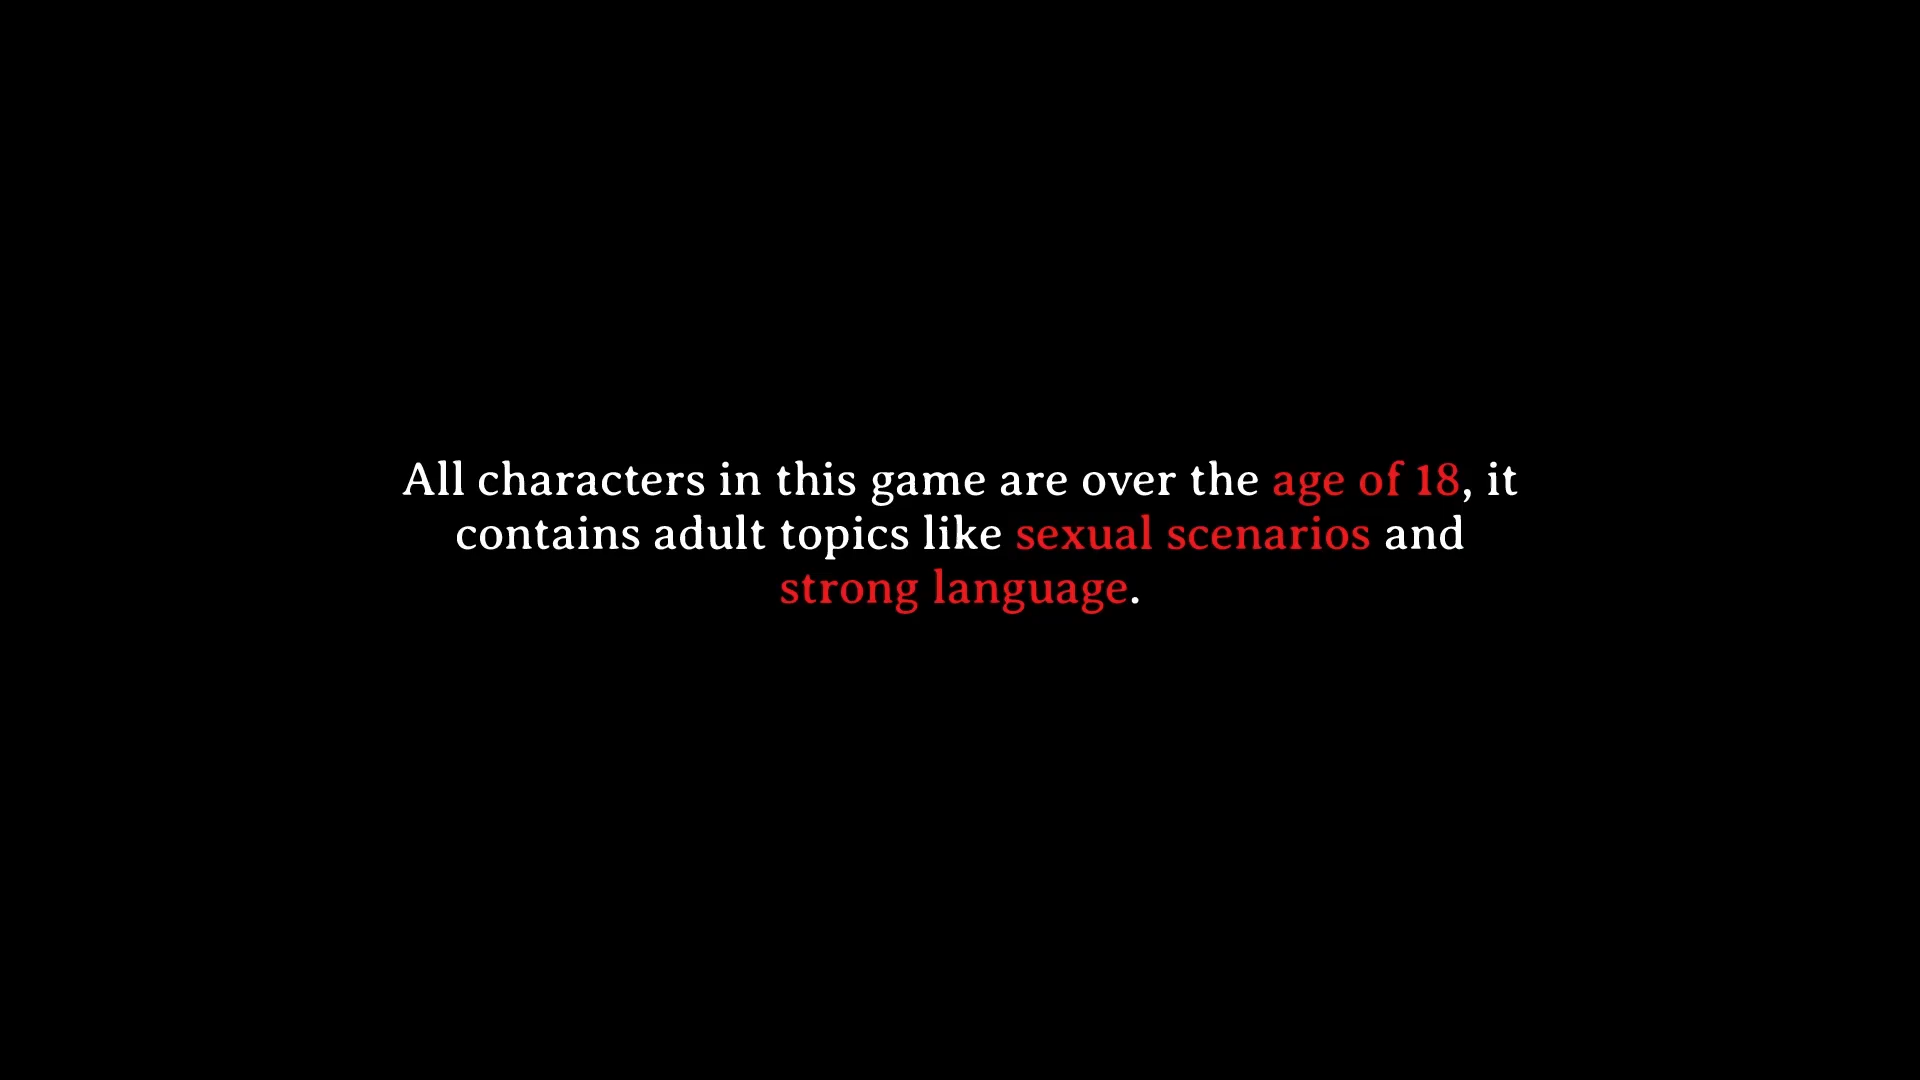 All characters in this game are over the age of 18, it
contains adult topics like sexual scenarios and
strong language.